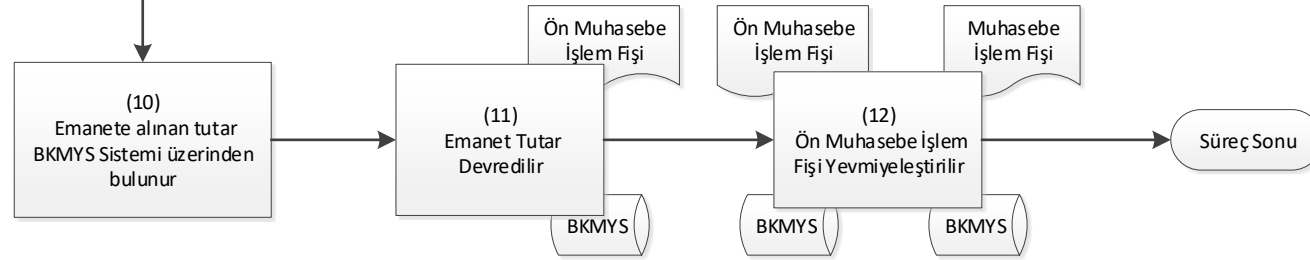 (10)
Emanete alınan tutar
BKMYS Sistemi üzerinden
bulunur
Ön Muhasebe
İşlem Fişi
(11)
Emanet Tutar
Devredilir
BKMYS
Ön Muhasebe
İşlem Fişi
Muhasebe
İşlem Fişi
(12)
Ön Muhasebe İşlem
Fişi Yevmiyeleştirilir
BKMYS
BKMYS
Süreç Sonu